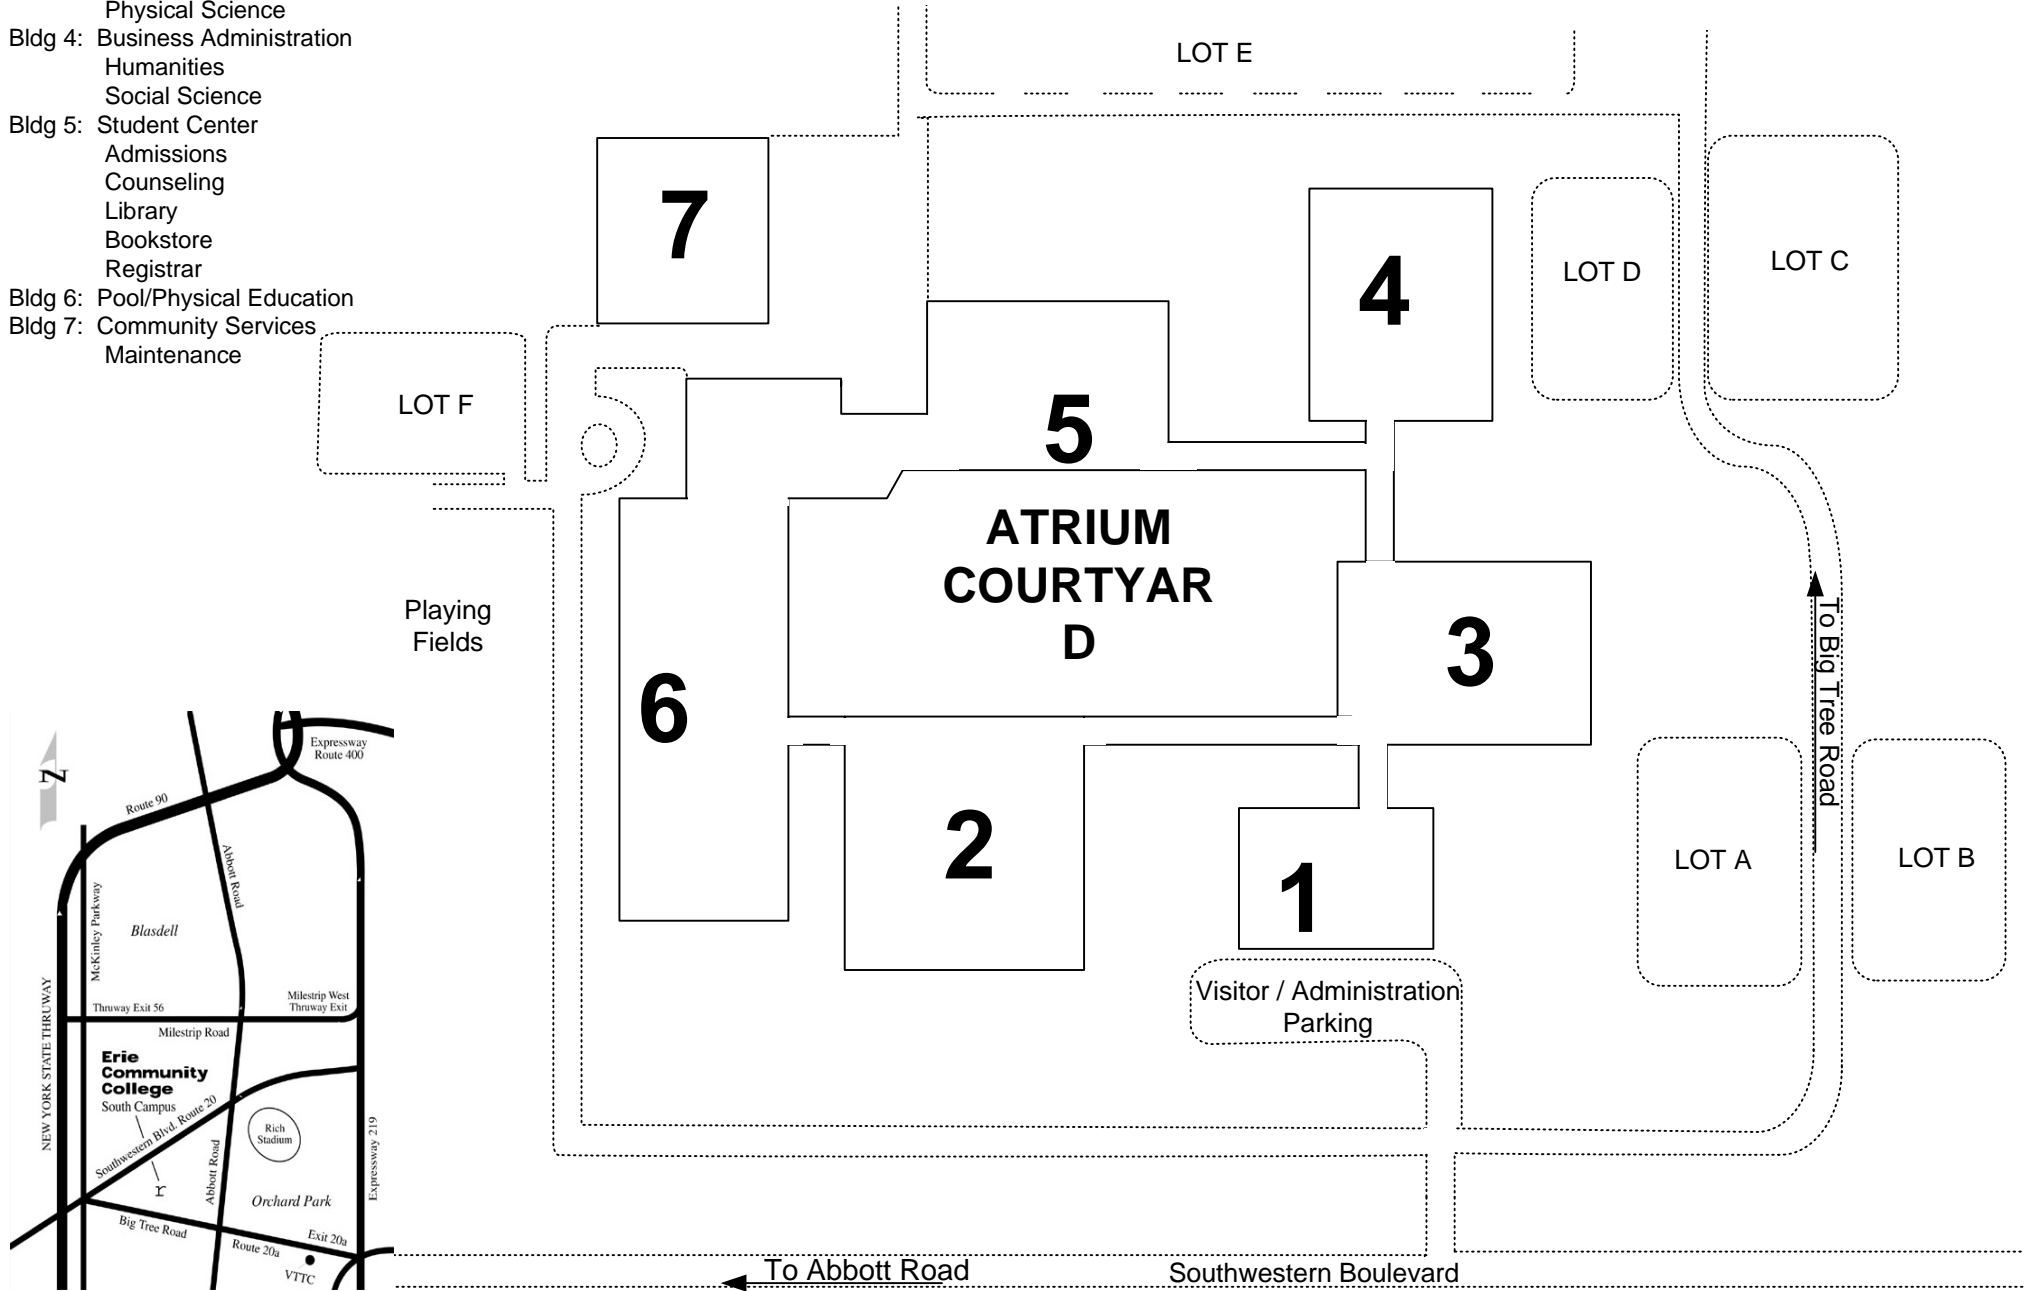 Physical Science
Bldg 4: Business Administration
Humanities
Social Science
Bldg 5: Student Center
Admissions
Counseling
Library
Bookstore
Registrar
Bldg 6: Pool/Physical Education
Bldg 7: Community Services
Maintenance
LOT E
7
4
LOT D
LOT C
LOT F
5
ATRIUM
COURTYAR
D
Playing
Fields
6
3
To Big Tree Road
2
1
LOT A
LOT B
Visitor / Administration
Parking
To Abbott Road
Southwestern Boulevard
N
Expressway
Route 400
Route 90
Abbott Road
McKinley Parkway
Blasdell
NEW YORK STATE THRUWAY
Thruway Exit 56
Milestrip West
Thruway Exit
Milestrip Road
Erie
Community
College
South Campus
Southwestern Blvd. Route 20
Rich
Stadium
Abbott Road
Expressway 219
r
Orchard Park
Big Tree Road
Route 20a
Exit 20a
VTTC